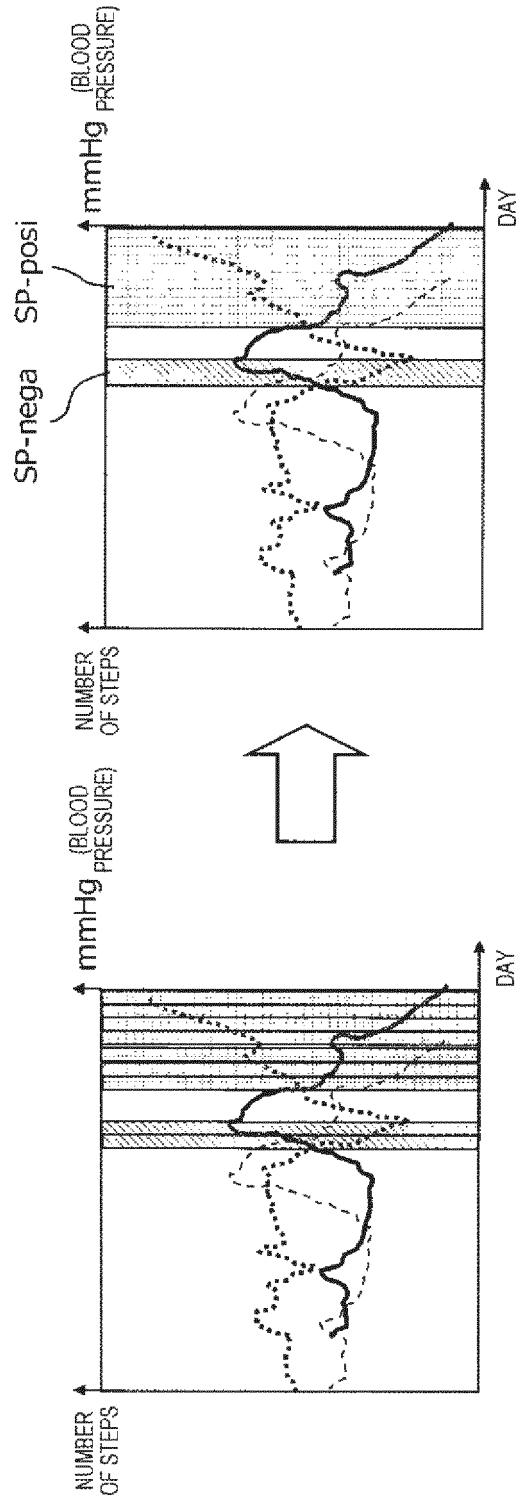 NUMBER
OF STEPS
mmHg
(BLOOD
PRESSURE)
DAY
NUMBER
OF STEPS
SP-nega
SP-posi
mmHg
(BLOOD
PRESSURE)
DAY